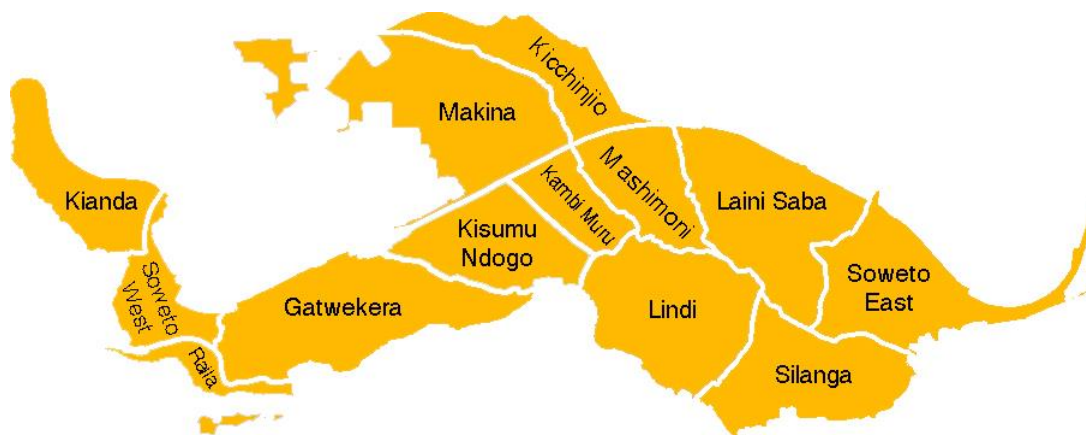 Kicchinjio
Makina
Mashimoni
Kianda
Kambi Muru
Laini Saba
Kisumu
Ndogo
Soweto
West
Gatwekera
Lindi
Soweto
East
Raila
Silanga